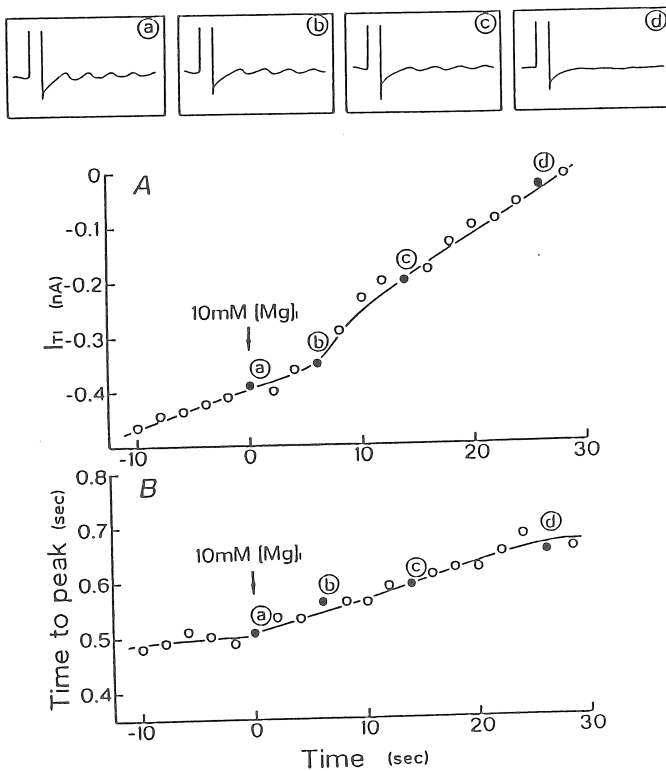 ⓐ ⓑ ⓒ ⓓ
A
0
-0.1
-0.2
-0.3
-0.4
I_TI (nA)
10mM [Mg]i
ⓐ ⓑ ⓒ ⓓ
-10 0 10 20 30
B
0.8
0.7
0.6
0.5
0.4
Time to peak (sec)
10mM [Mg]i
ⓐ ⓑ ⓒ ⓓ
-10 0 10 20 30
Time (sec)